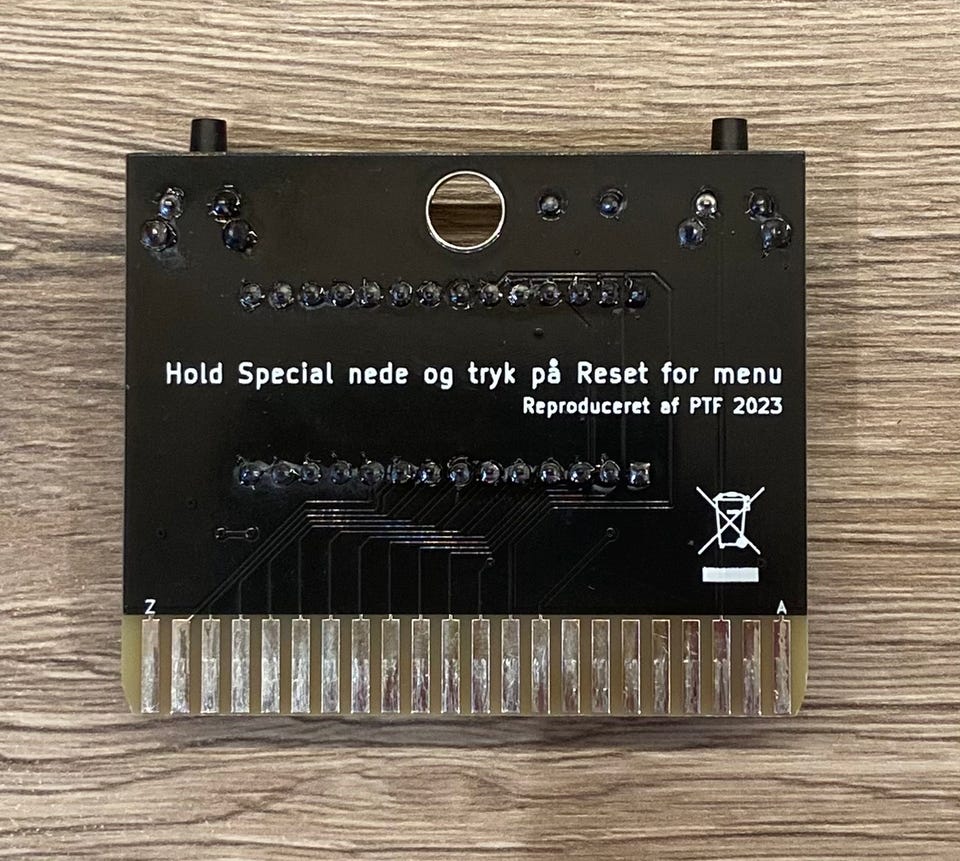 Hold Special nede og tryk på Reset for menu
Reproduceret af PTF 2023
Z A